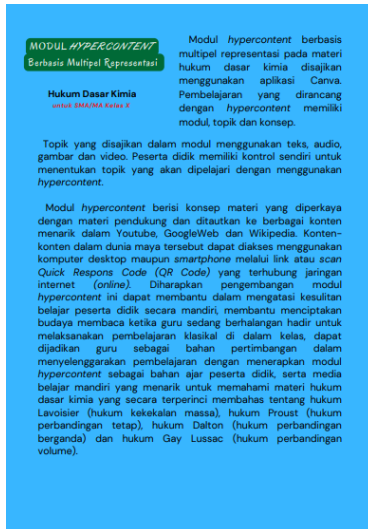 MODUL HYPERCONTENT
Berbasis Multipel Representasi
Hukum Dasar Kimia
untuk SMA/MA Kelas X
Modul hypercontent berbasis
multipel representasi pada materi
hukum dasar kimia disajikan
menggunakan aplikasi Canva.
Pembelajaran yang dirancang
dengan hypercontent memiliki
modul, topik dan konsep.
Topik yang disajikan dalam modul menggunakan teks, audio,
gambar dan video. Peserta didik memiliki kontrol sendiri untuk
menentukan topik yang akan dipelajari dengan menggunakan
hypercontent.
Modul hypercontent berisi konsep materi yang diperkaya
dengan materi pendukung dan ditautkan ke berbagai konten
menarik dalam Youtube, GoogleWeb dan Wikipedia. Konten-
konten dalam dunia maya tersebut dapat diakses menggunakan
komputer desktop maupun smartphone melalui link atau scan
Quick Respons Code (QR Code) yang terhubung jaringan
internet (online). Diharapkan pengembangan modul
hypercontent ini dapat membantu dalam mengatasi kesulitan
belajar peserta didik secara mandiri, membantu menciptakan
budaya membaca ketika guru sedang berhalangan hadir untuk
melaksanakan pembelajaran klasikal di dalam kelas, dapat
dijadikan guru sebagai bahan pertimbangan dalam
menyelenggarakan pembelajaran dengan menerapkan modul
hypercontent sebagai bahan ajar peserta didik, serta media
belajar mandiri yang menarik untuk memahami materi hukum
dasar kimia yang secara terperinci membahas tentang hukum
Lavoisier (hukum kekekalan massa), hukum Proust (hukum
perbandingan tetap), hukum Dalton (hukum perbandingan
berganda) dan hukum Gay Lussac (hukum perbandingan
volume).